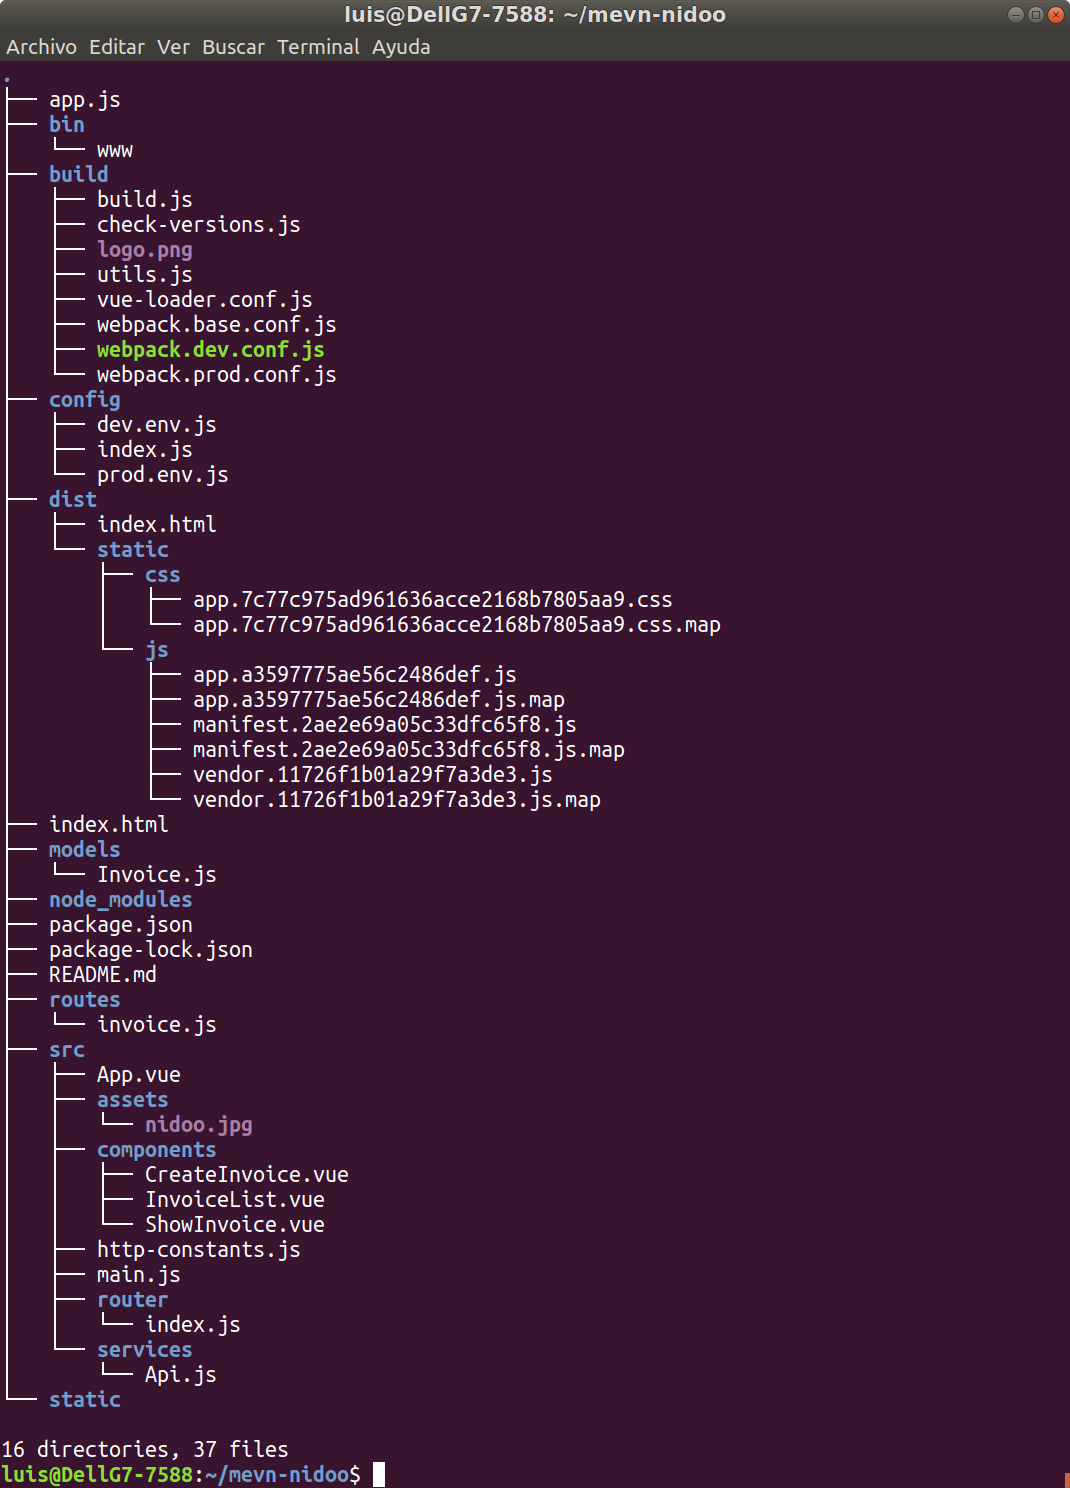 luis@DellG7-7588: ~/mevn-nidoo
Archivo Editar Ver Buscar Terminal Ayuda
.
├── app.js
├── bin
│   └── www
├── build
│   ├── build.js
│   ├── check-versions.js
│   ├── logo.png
│   ├── utils.js
│   ├── vue-loader.conf.js
│   ├── webpack.base.conf.js
│   ├── webpack.dev.conf.js
│   └── webpack.prod.conf.js
├── config
│   ├── dev.env.js
│   ├── index.js
│   └── prod.env.js
├── dist
│   ├── index.html
│   └── static
│       ├── css
│       │   ├── app.7c77c975ad961636acce2168b7805aa9.css
│       │   └── app.7c77c975ad961636acce2168b7805aa9.css.map
│       └── js
│           ├── app.a3597775ae56c2486def.js
│           ├── app.a3597775ae56c2486def.js.map
│           ├── manifest.2ae2e69a05c33dfc65f8.js
│           ├── manifest.2ae2e69a05c33dfc65f8.js.map
│           ├── vendor.11726f1b01a29f7a3de3.js
│           └── vendor.11726f1b01a29f7a3de3.js.map
├── index.html
├── models
│   └── Invoice.js
├── node_modules
├── package.json
├── package-lock.json
├── README.md
├── routes
│   └── invoice.js
├── src
│   ├── App.vue
│   ├── assets
│   │   └── nidoo.jpg
│   ├── components
│   │   ├── CreateInvoice.vue
│   │   ├── InvoiceList.vue
│   │   └── ShowInvoice.vue
│   ├── http-constants.js
│   ├── main.js
│   ├── router
│   │   └── index.js
│   └── services
│       └── Api.js
└── static
16 directories, 37 files
luis@DellG7-7588:~/mevn-nidoo$